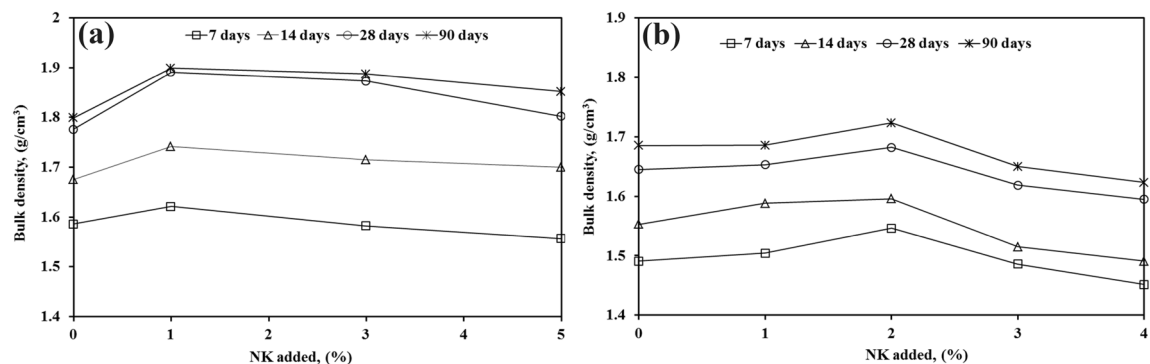 (a)
7 days 14 days 28 days 90 days
Bulk density, (g/cm³)
2
1.9
1.8
1.7
1.6
1.5
1.4
0 1 2 3 4 5
NK added, (%)
(b)
7 days 14 days 28 days 90 days
Bulk density, (g/cm³)
1.9
1.8
1.7
1.6
1.5
1.4
0 1 2 3 4
NK added, (%)